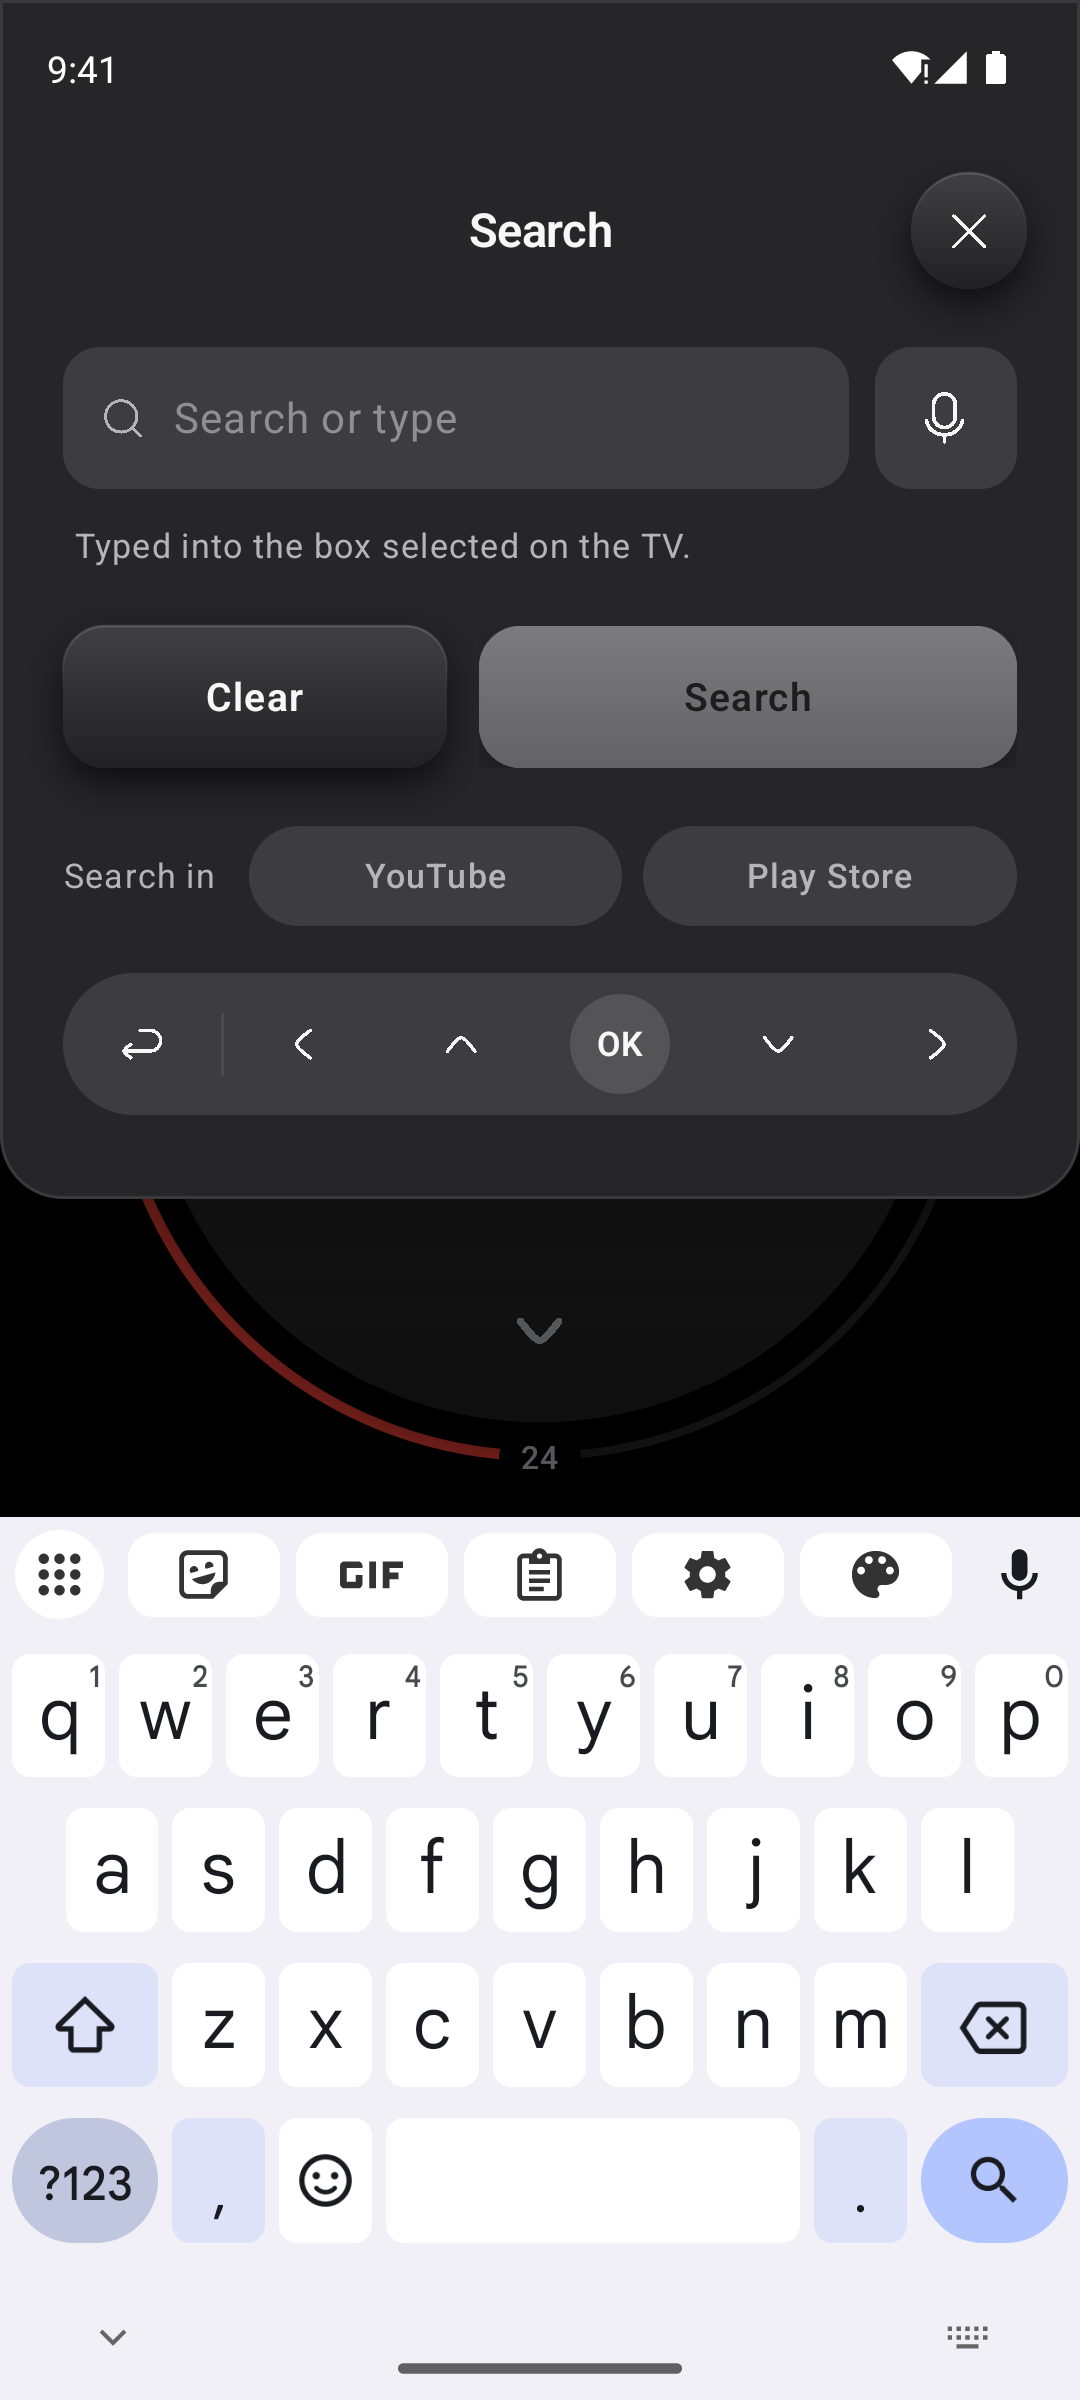 9:41
Search
Search or type
Typed into the box selected on the TV.
Clear
Search
Search in
YouTube
Play Store
OK
24
GIF
q1 w2 e3 r4 t5 y6 u7 i8 o9 p0
a s d f g h j k l
z x c v b n m
?123 , .